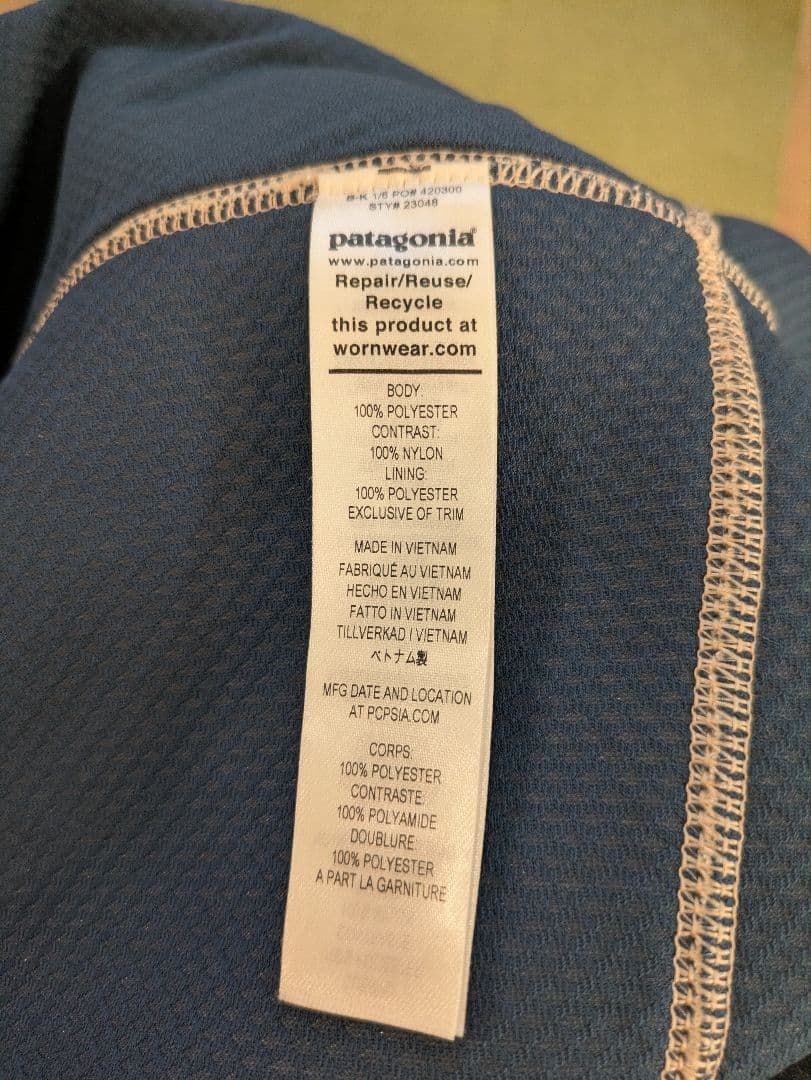 B-K 1/6 PO# 420300
STY# 23048
patagonia®
www.patagonia.com
Repair/Reuse/
Recycle
this product at
wornwear.com
BODY:
100% POLYESTER
CONTRAST:
100% NYLON
LINING:
100% POLYESTER
EXCLUSIVE OF TRIM
MADE IN VIETNAM
FABRIQUÉ AU VIETNAM
HECHO EN VIETNAM
FATTO IN VIETNAM
TILLVERKAD I VIETNAM
ベトナム製
MFG DATE AND LOCATION
AT PCPSIA.COM
CORPS:
100% POLYESTER
CONTRASTE:
100% POLYAMIDE
DOUBLURE:
100% POLYESTER
A PART LA GARNITURE